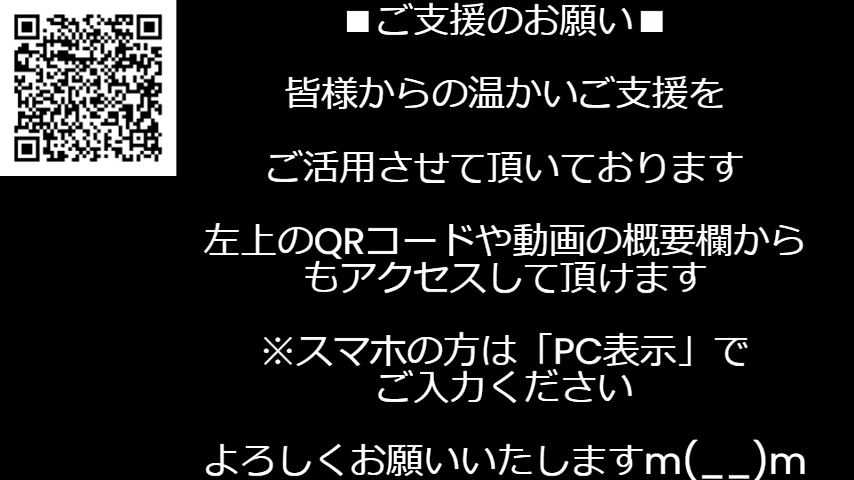 ■ご支援のお願い■
皆様からの温かいご支援を
ご活用させて頂いております
左上のQRコードや動画の概要欄から
もアクセスして頂けます
※スマホの方は「PC表示」で
ご入力ください
よろしくお願いいたしますm(__)m